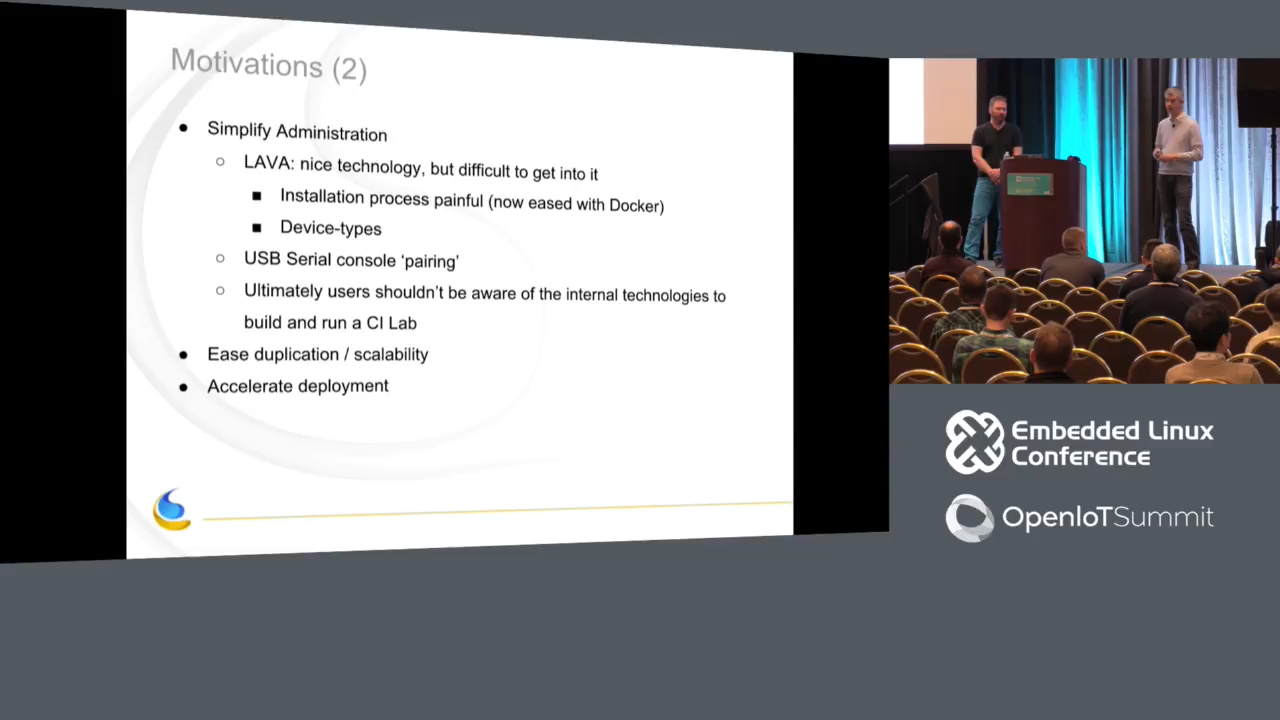 Motivations (2)
● Simplify Administration
○ LAVA: nice technology, but difficult to get into it
■ Installation process painful (now eased with Docker)
■ Device-types
○ USB Serial console ‘pairing’
○ Ultimately users shouldn’t be aware of the internal technologies to
build and run a CI Lab
● Ease duplication / scalability
● Accelerate deployment
Embedded Linux
Conference
OpenIoTSummit